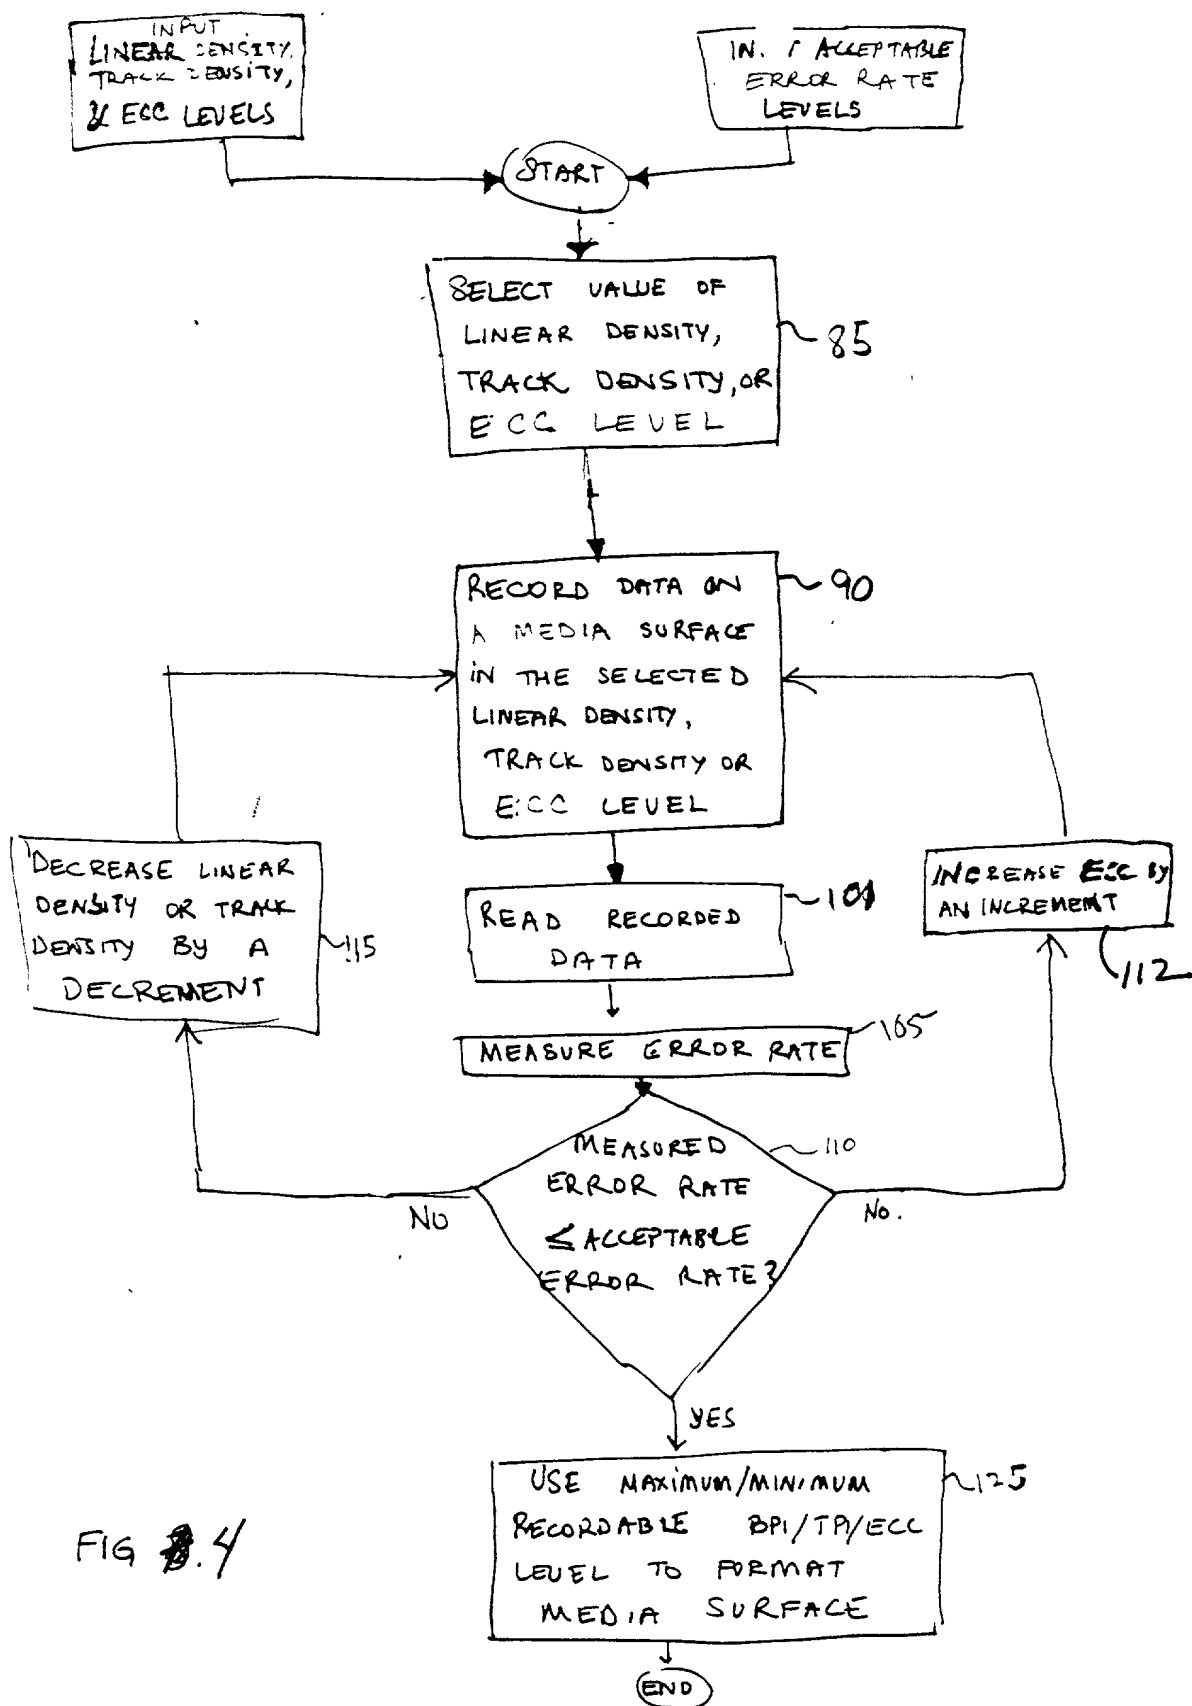 INPUT
LINEAR DENSITY,
TRACK DENSITY,
& ECC LEVELS
ACCEPTABLE
ERROR RATE
LEVELS
START
SELECT VALUE OF
LINEAR DENSITY,
TRACK DENSITY, OR
ECC LEVEL
85
RECORD DATA ON
A MEDIA SURFACE
IN THE SELECTED
LINEAR DENSITY,
TRACK DENSITY OR
ECC LEVEL
90
DECREASE LINEAR
DENSITY OR TRACK
DENSITY BY A
DECREMENT
115
INCREASE ECC BY
AN INCREMENT
112
READ RECORDED
DATA
101
MEASURE ERROR RATE
105
MEASURED
ERROR RATE
≤ ACCEPTABLE
ERROR RATE?
110
NO
NO.
YES
USE MAXIMUM/MINIMUM
RECORDABLE BPI/TPI/ECC
LEVEL TO FORMAT
MEDIA SURFACE
125
END
FIG .4